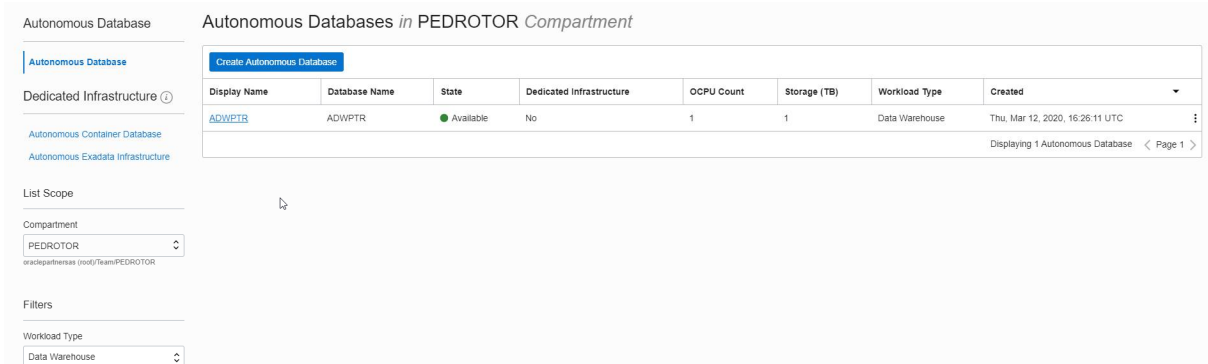 Autonomous Database
Autonomous Database
Dedicated Infrastructure i
Autonomous Container Database
Autonomous Exadata Infrastructure
List Scope
Compartment
PEDROTOR
oraclepartnersas (root)/Team/PEDROTOR
Filters
Workload Type
Data Warehouse
Autonomous Databases in PEDROTOR Compartment
Create Autonomous Database
Display Name Database Name State Dedicated Infrastructure OCPU Count Storage (TB) Workload Type Created
ADWPTR ADWPTR Available No 1 1 Data Warehouse Thu, Mar 12, 2020, 16:26:11 UTC
Displaying 1 Autonomous Database < Page 1 >